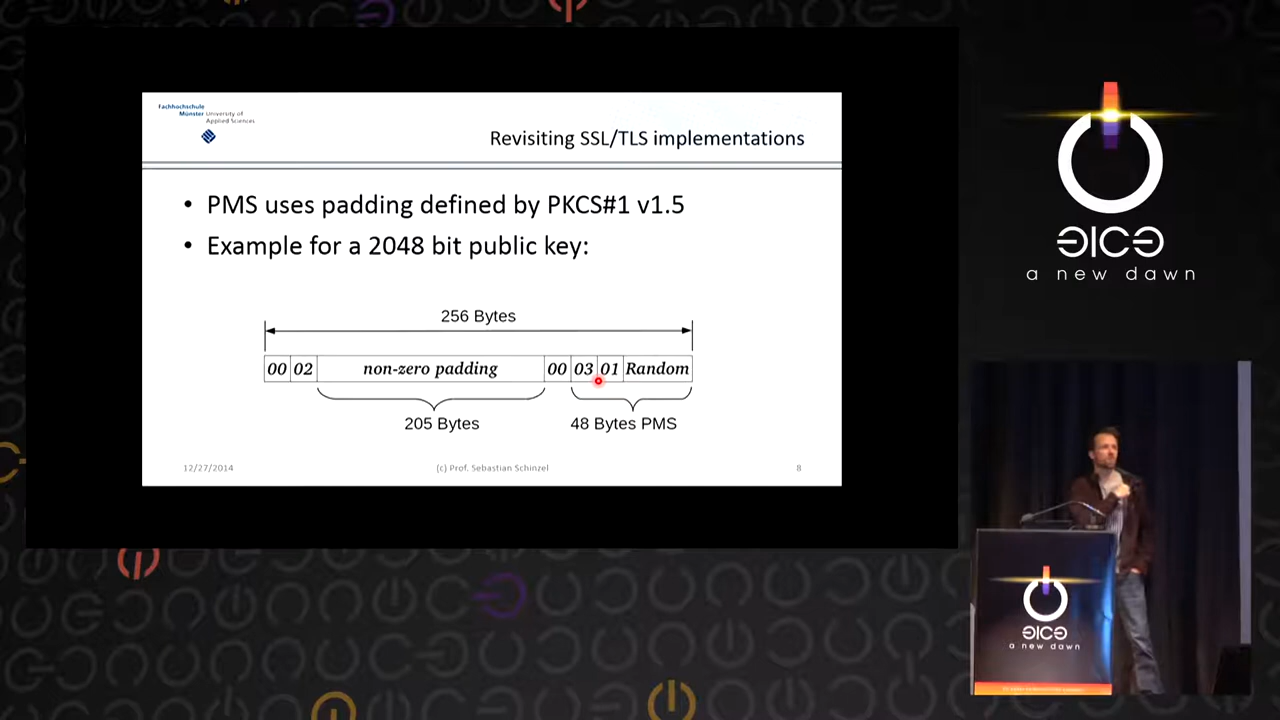 Fachhochschule
Münster University of
Applied Sciences
Revisiting SSL/TLS implementations
• PMS uses padding defined by PKCS#1 v1.5
• Example for a 2048 bit public key:
256 Bytes
00 02 non-zero padding 00 03 01 Random
205 Bytes
48 Bytes PMS
12/27/2014
(c) Prof. Sebastian Schinzel
8
ЭIСЭ
a new dawn
ЭIСЭ
a new dawn